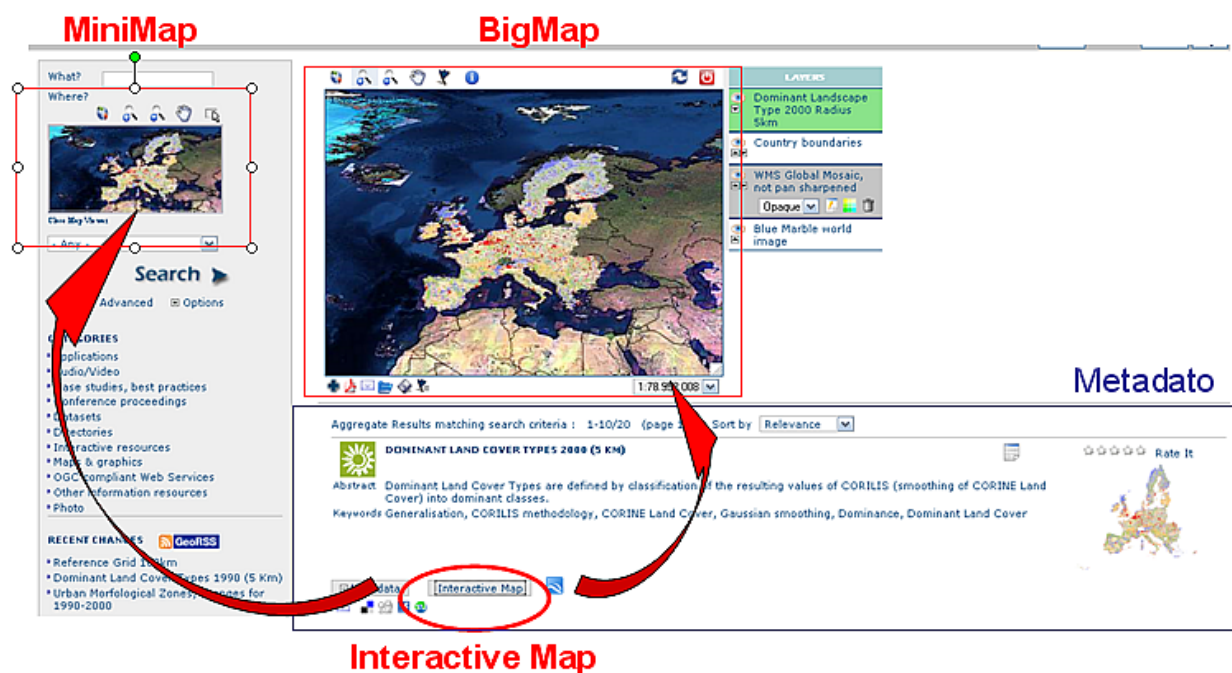 MiniMap
BigMap
What?
Where?
Close Map Viewer
- Any -
Search
Advanced
Options
CATEGORIES
Applications
Audio/Video
Case studies, best practices
Conference proceedings
Datasets
Directories
Interactive resources
Maps & graphics
OGC compliant Web Services
Other information resources
Photo
RECENT CHANGES
GeoRSS
Reference Grid
Dominant Land Cover Types 1990 (5 Km)
Urban Morfological Zones, changes for
1990-2000
LAYERS
Dominant Landscape
Type 2000 Radius
5km
Country boundaries
WMS Global Mosaic,
not pan sharpened
Opaque
Blue Marble world
image
Metadato
Aggregate Results matching search criteria : 1-10/20 (page Sort by Relevance
DOMINANT LAND COVER TYPES 2000 (5 KM)
Rate It
Abstract Dominant Land Cover Types are defined by classification of the resulting values of CORILIS (smoothing of CORINE Land
Cover) into dominant classes.
Keywords Generalisation, CORILIS methodology, CORINE Land Cover, Gaussian smoothing, Dominance, Dominant Land Cover
Interactive Map
Interactive Map